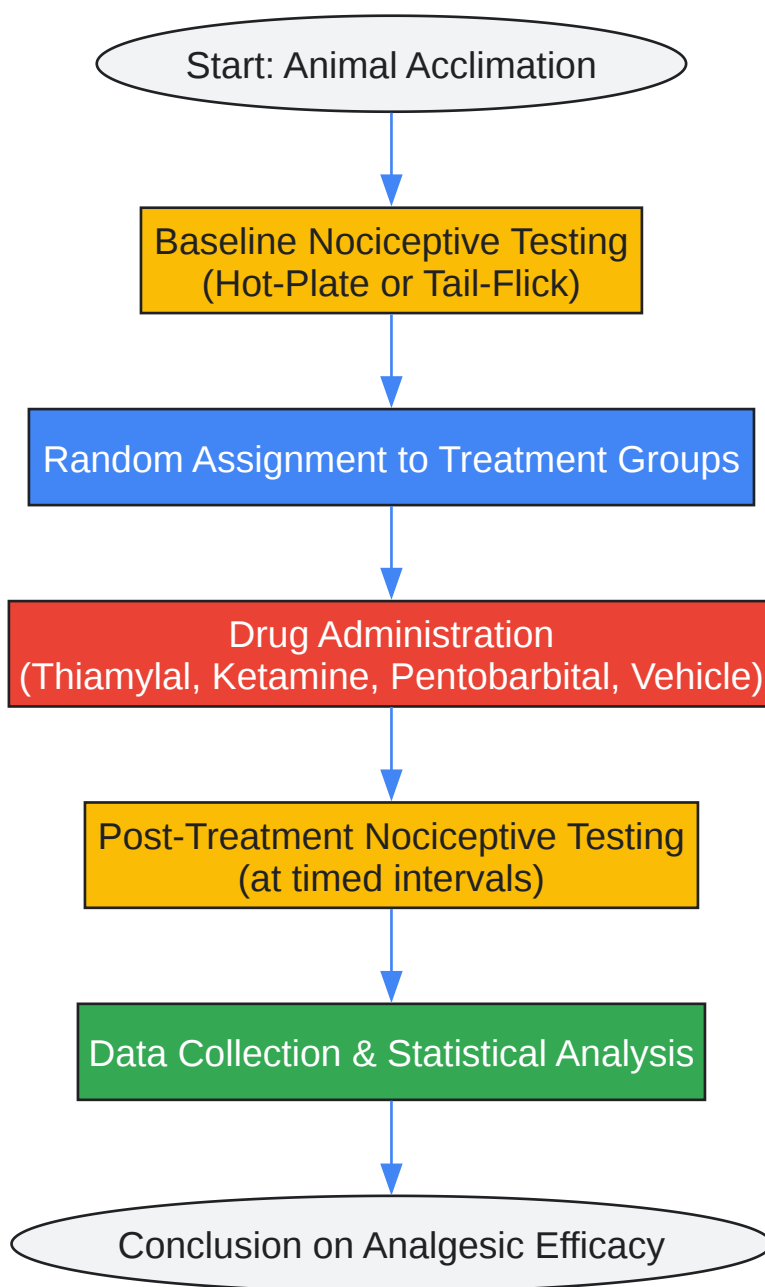 Start: Animal Acclimation
Baseline Nociceptive Testing
(Hot-Plate or Tail-Flick)
Random Assignment to Treatment Groups
Drug Administration
(Thiamylal, Ketamine, Pentobarbital, Vehicle)
Post-Treatment Nociceptive Testing
(at timed intervals)
Data Collection & Statistical Analysis
Conclusion on Analgesic Efficacy